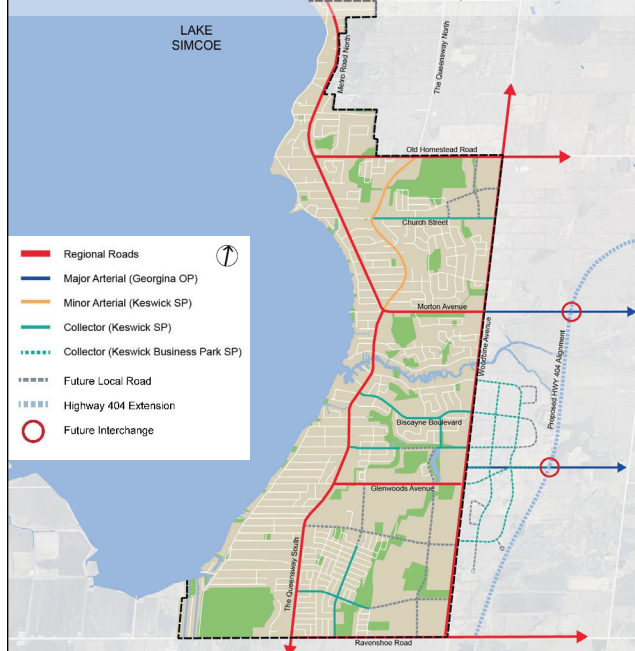 LAKE
SIMCOE
Metro Road North
The Queensway North
Old Homestead Road
Church Street
Regional Roads
Major Arterial (Georgina OP)
Minor Arterial (Keswick SP)
Collector (Keswick SP)
Collector (Keswick Business Park SP)
Future Local Road
Highway 404 Extension
Future Interchange
Morton Avenue
Woodbine Avenue
Proposed HWY 404 Alignment
Biscayne Boulevard
Glenwoods Avenue
The Queensway South
Ravenshoe Road